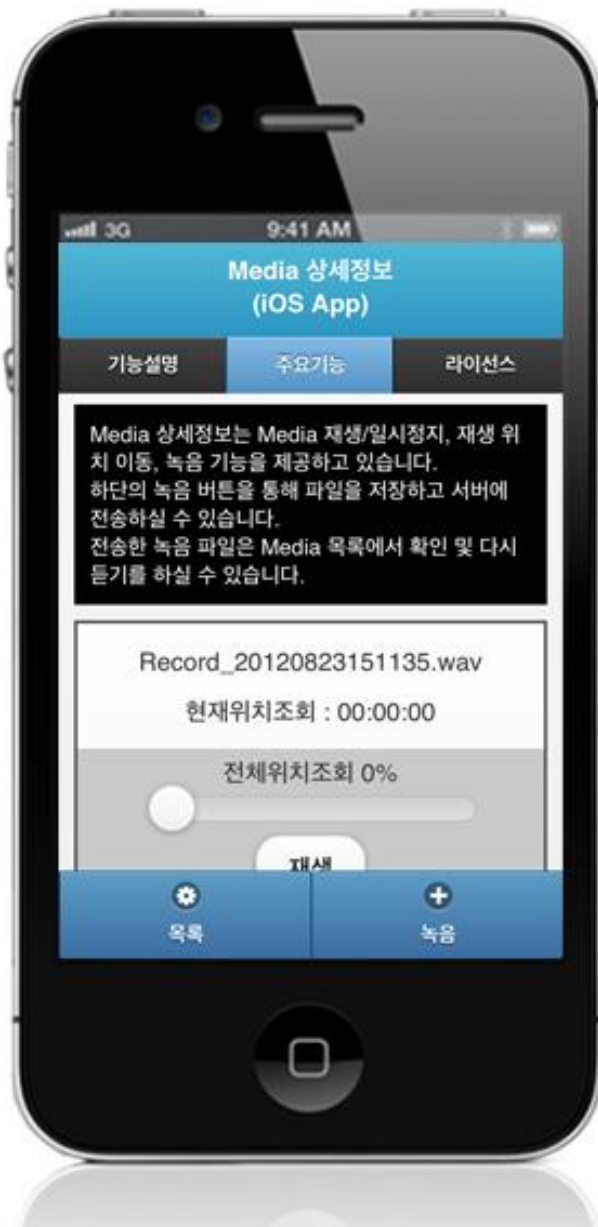 3G 9:41 AM
Media 상세정보
(iOS App)
기능설명 주요기능 라이선스
Media 상세정보는 Media 재생/일시정지, 재생 위
치 이동, 녹음 기능을 제공하고 있습니다.
하단의 녹음 버튼을 통해 파일을 저장하고 서버에
전송하실 수 있습니다.
전송한 녹음 파일은 Media 목록에서 확인 및 다시
듣기를 하실 수 있습니다.
Record_20120823151135.wav
현재위치조회 : 00:00:00
전체위치조회 0%
재생
목록 녹음